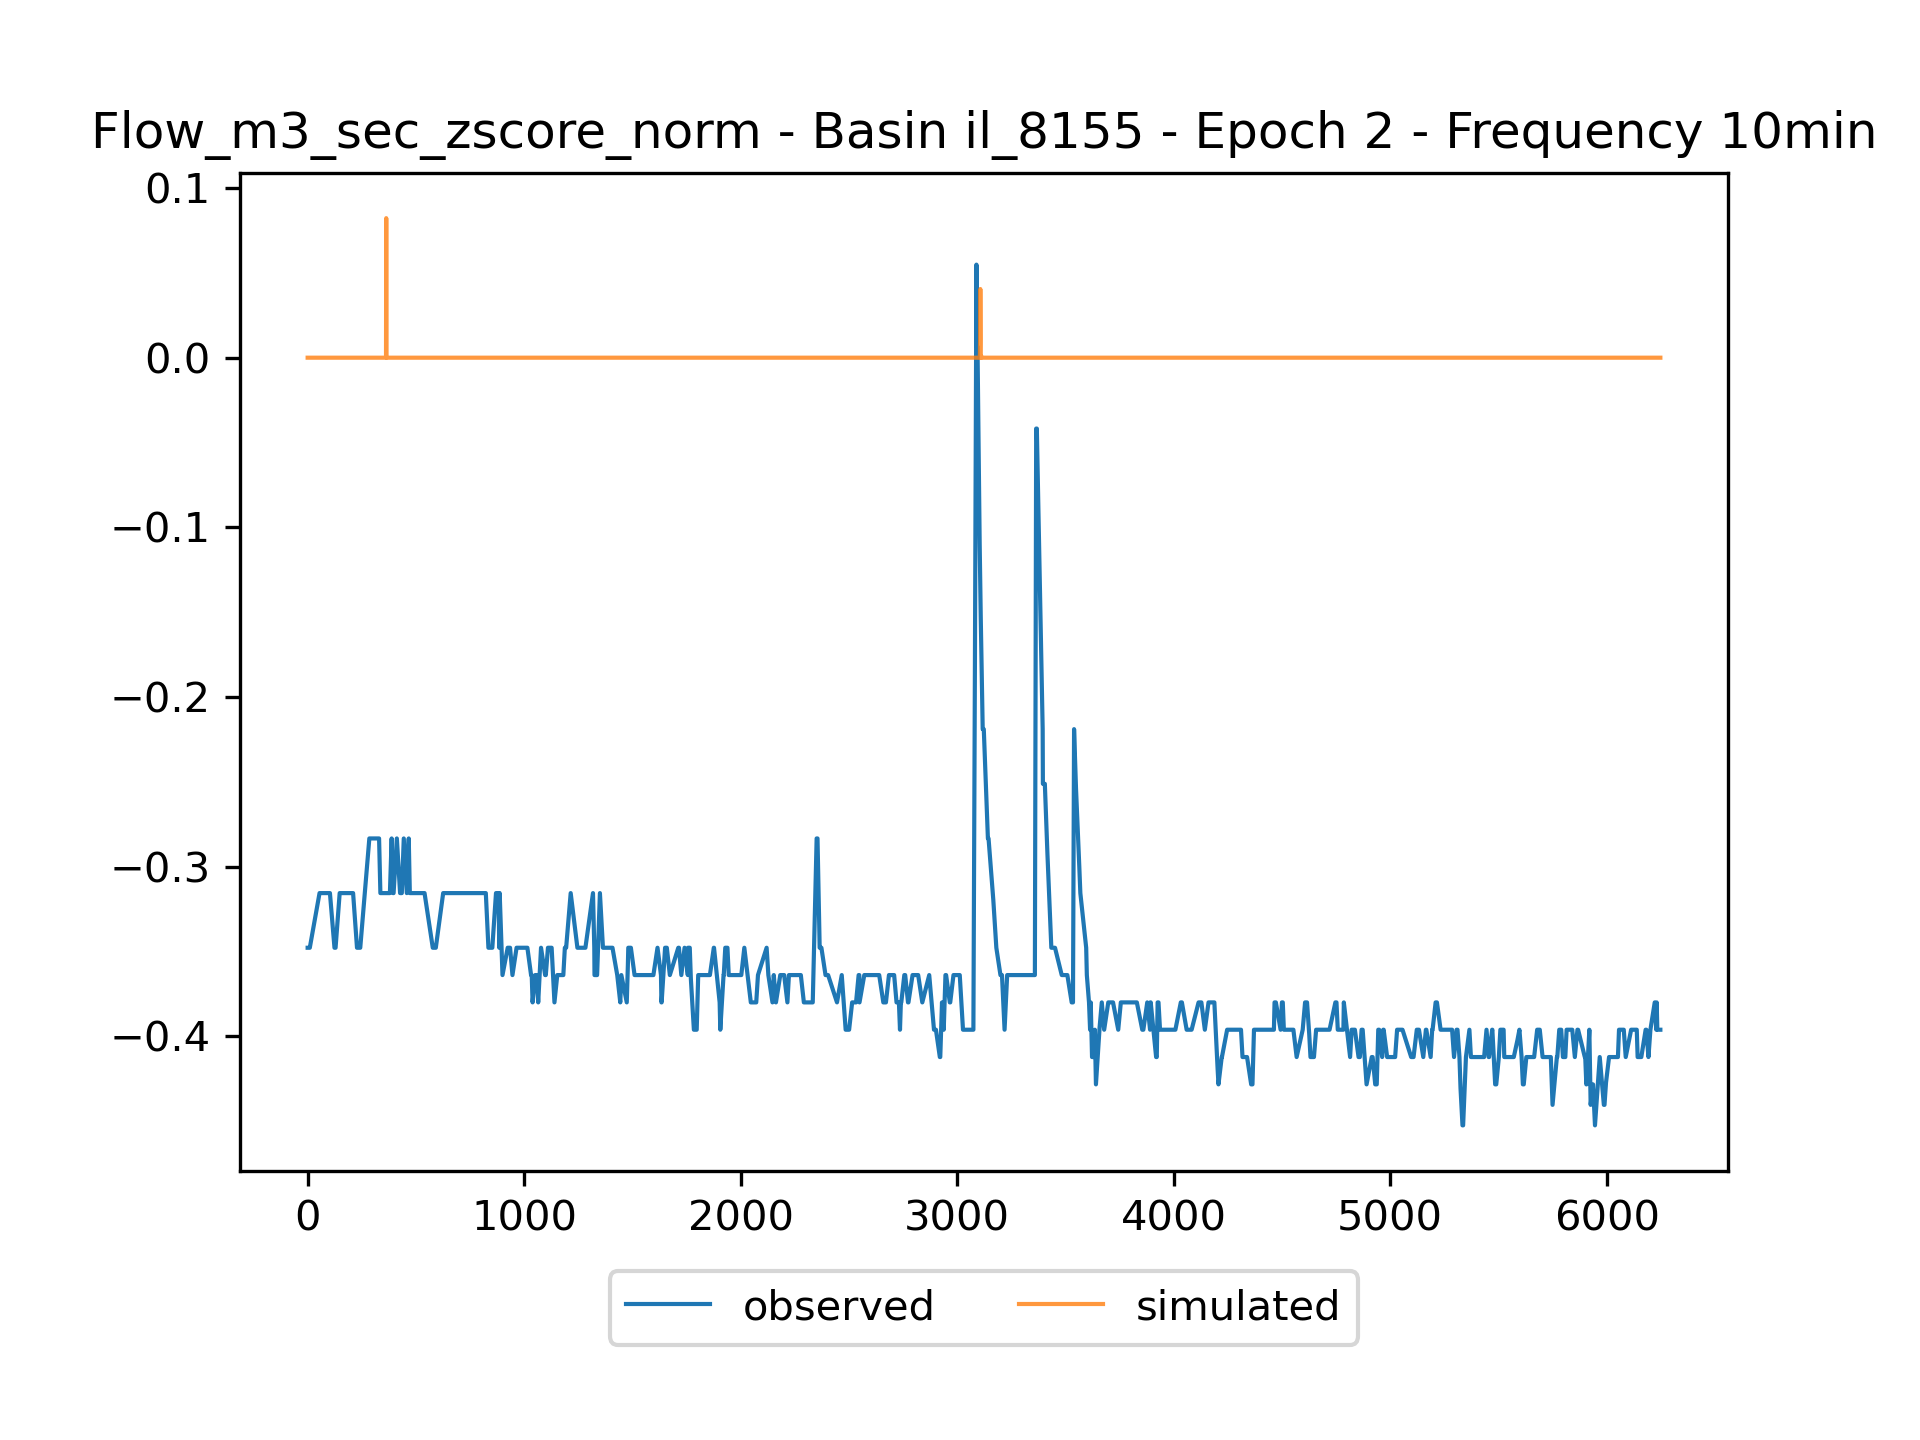 Flow_m3_sec_zscore_norm - Basin il_8155 - Epoch 2 - Frequency 10min
0.1
0.0
−0.1
−0.2
−0.3
−0.4
0 1000 2000 3000 4000 5000 6000
observed simulated